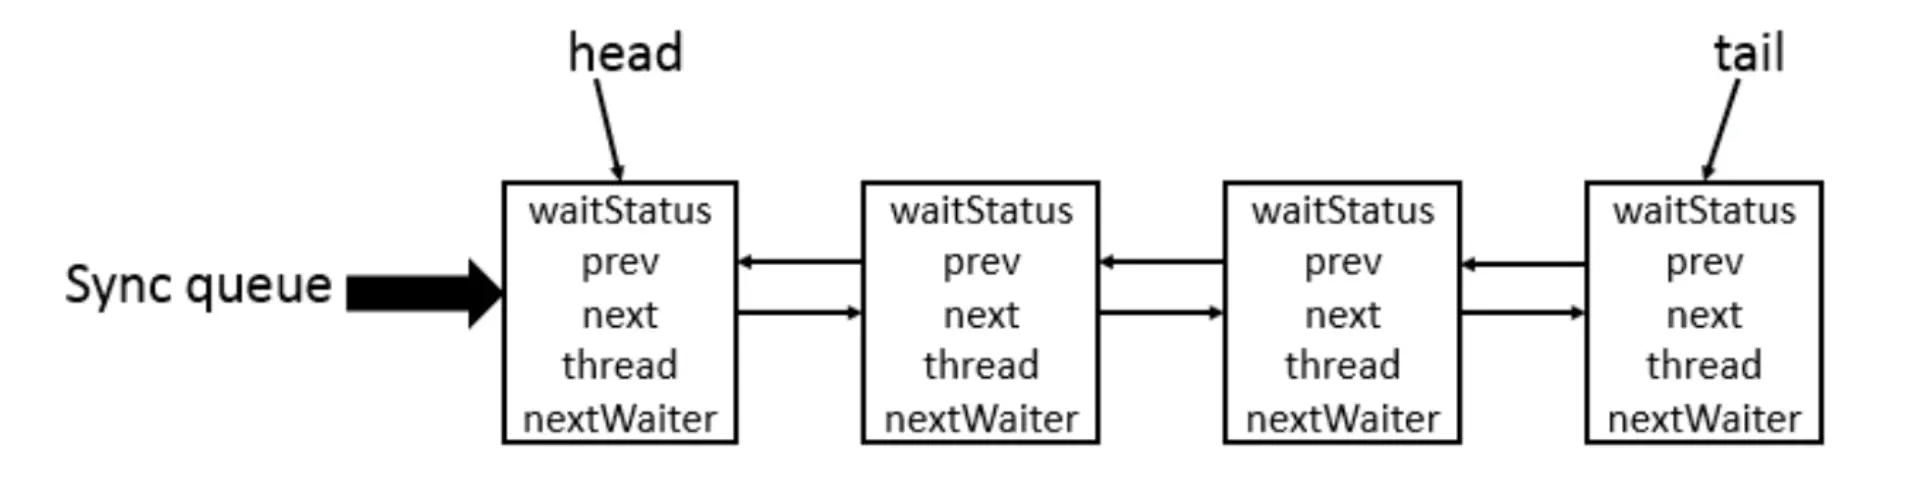 head
tail
Sync queue
waitStatus
prev
next
thread
nextWaiter
waitStatus
prev
next
thread
nextWaiter
waitStatus
prev
next
thread
nextWaiter
waitStatus
prev
next
thread
nextWaiter